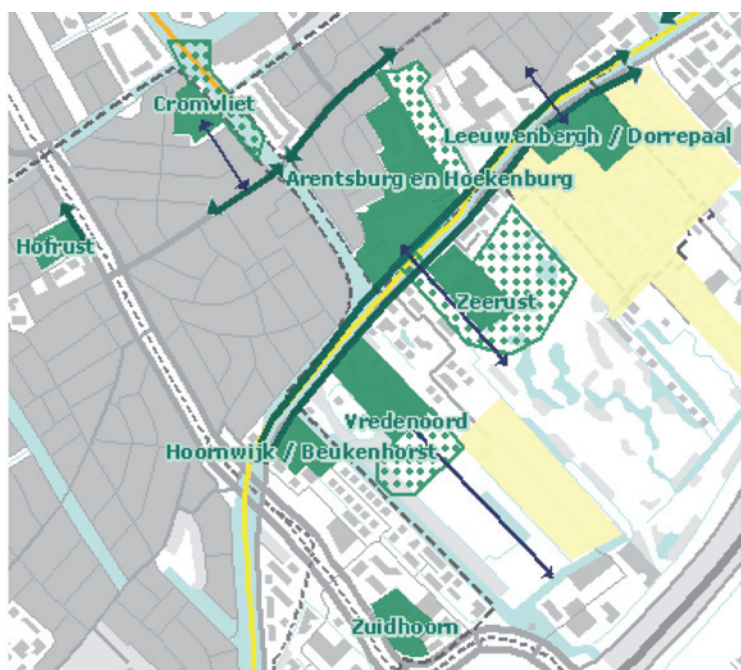 Cromvliet
Leeuwenbergh / Dorrepaal
Arentsburg en Hoekenburg
Hofrust
Zeerust
Vredenoord
Hoornwijk / Beukenhorst
Zuidhoorn